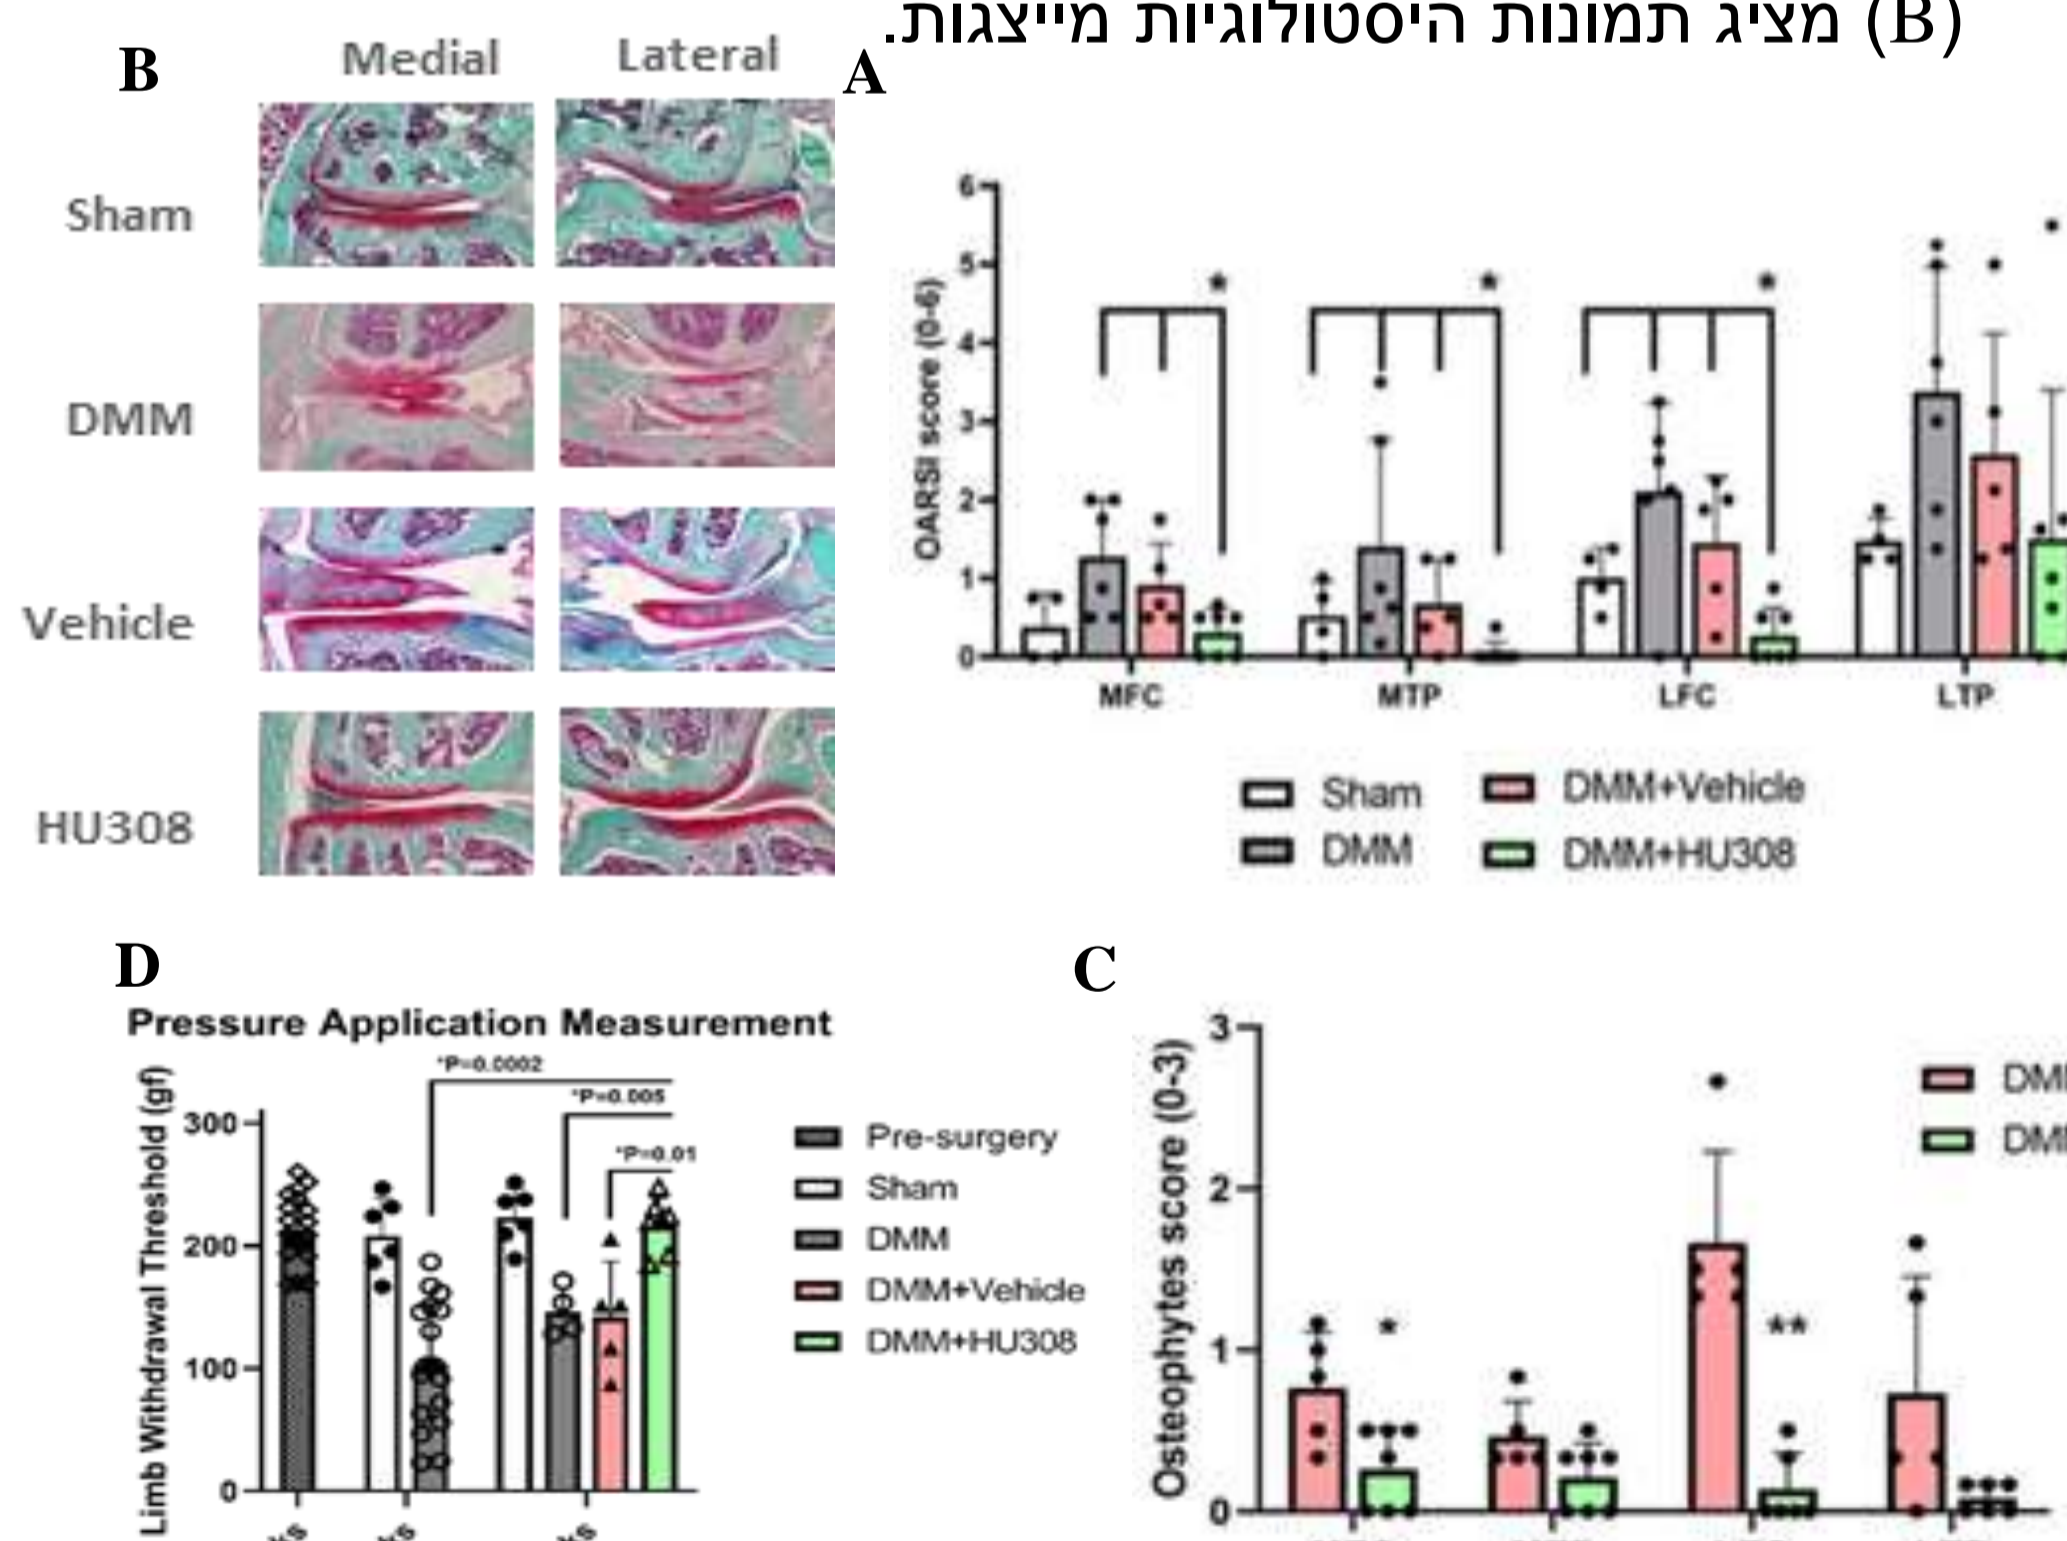 (B) מציג תמונות היסטולוגיות מייצגות.
B
Medial
Lateral
Sham
DMM
Vehicle
HU308
A
OARSI score (0-6)
6
5
4
3
2
1
0
*
*
*
MFC
MTP
LFC
LTP
Sham
DMM+Vehicle
DMM
DMM+HU308
D
Pressure Application Measurement
Limb Withdrawal Threshold (gf)
*P=0.0002
*P=0.005
*P=0.01
300
200
100
0
Pre-surgery
Sham
DMM
DMM+Vehicle
DMM+HU308
C
Osteophytes score (0-3)
3
2
1
0
*
**